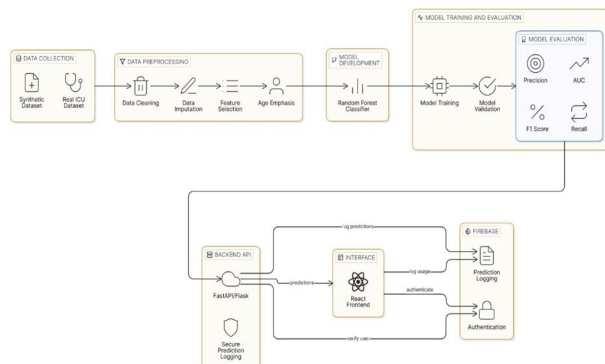 MODEL TRAINING AND EVALUATION
DATA COLLECTION
DATA PREPROCESSING
MODEL
DEVELOPMENT
MODEL EVALUATION
Synthetic
Dataset
Real ICU
Dataset
Data Cleaning
Data
Imputation
Feature
Selection
Age Emphasis
Random Forest
Classifier
Model Training
Model
Validation
Precision
AUC
F1 Score
Recall
predictions
BACKEND API
INTERFACE
FIREBASE
FastAPI/Flask
predictions
React
Frontend
log usage
Prediction
Logging
authenticate
Secure
Prediction
Logging
verify user
Authentication